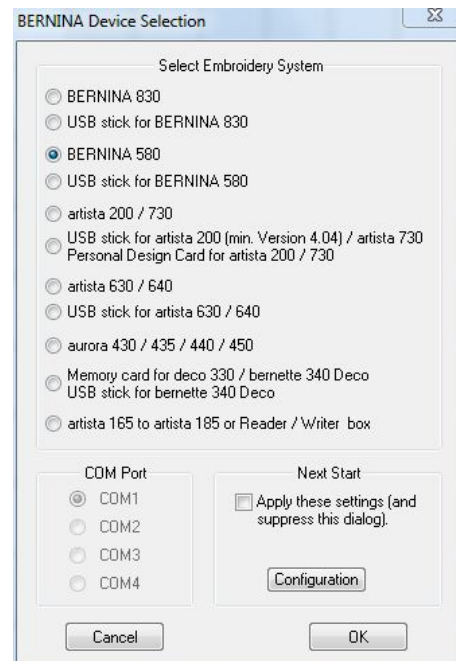 BERNINA Device Selection
Select Embroidery System
BERNINA 830
USB stick for BERNINA 830
BERNINA 580
USB stick for BERNINA 580
artista 200 / 730
USB stick for artista 200 (min. Version 4.04) / artista 730
Personal Design Card for artista 200 / 730
artista 630 / 640
USB stick for artista 630 / 640
aurora 430 / 435 / 440 / 450
Memory card for deco 330 / bernette 340 Deco
USB stick for bernette 340 Deco
artista 165 to artista 185 or Reader / Writer box
COM Port
COM1
COM2
COM3
COM4
Next Start
Apply these settings (and
suppress this dialog).
Configuration
Cancel
OK